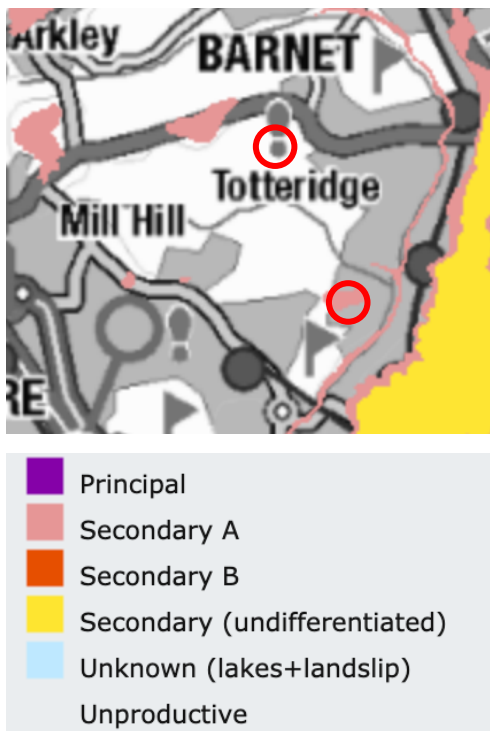 Arkley
BARNET
Totteridge
Mill Hill
RE
Principal
Secondary A
Secondary B
Secondary (undifferentiated)
Unknown (lakes+landslip)
Unproductive